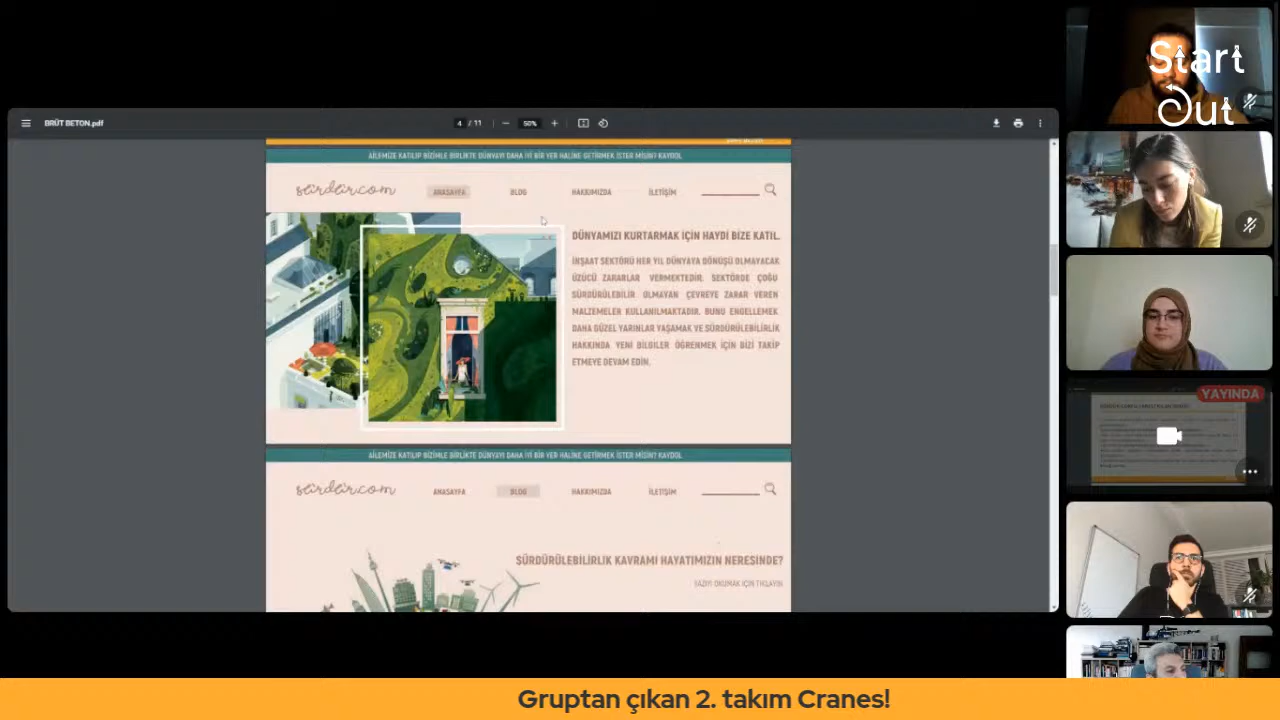 Start
Out
BRÜT BETON.pdf
4 / 11
50%
AİLEMİZE KATILIP BİZİMLE BİRLİKTE DÜNYAYI DAHA İYİ BİR YER HALİNE GETİRMEK İSTER MİSİN? KAYDOL
seirdeir.com
ANASAYFA
BLOG
HAKKIMIZDA
İLETİŞİM
DÜNYAMIZI KURTARMAK İÇİN HAYDİ BİZE KATIL.
İNŞAAT SEKTÖRÜ HER YIL DÜNYAYA DÖNÜŞÜ OLMAYACAK
ÜZÜCÜ ZARARLAR VERMEKTEDİR. SEKTÖRDE ÇOĞU
SÜRDÜRÜLEBİLİR OLMAYAN ÇEVREYE ZARAR VEREN
MALZEMELER KULLANILMAKTADIR. BUNU ENGELLEMEK
DAHA GÜZEL YARINLAR YAŞAMAK VE SÜRDÜRÜLEBİLİRLİK
HAKKINDA YENİ BİLGİLER ÖĞRENMEK İÇİN BİZİ TAKİP
ETMEYE DEVAM EDİN.
AİLEMİZE KATILIP BİZİMLE BİRLİKTE DÜNYAYI DAHA İYİ BİR YER HALİNE GETİRMEK İSTER MİSİN? KAYDOL
seirdeir.com
ANASAYFA
BLOG
HAKKIMIZDA
İLETİŞİM
SÜRDÜRÜLEBİLİRLİK KAVRAMI HAYATIMIZIN NERESİNDE?
YAZIYI OKUMAK İÇİN TIKLAYIN
YAYINDA
Gruptan çıkan 2. takım Cranes!